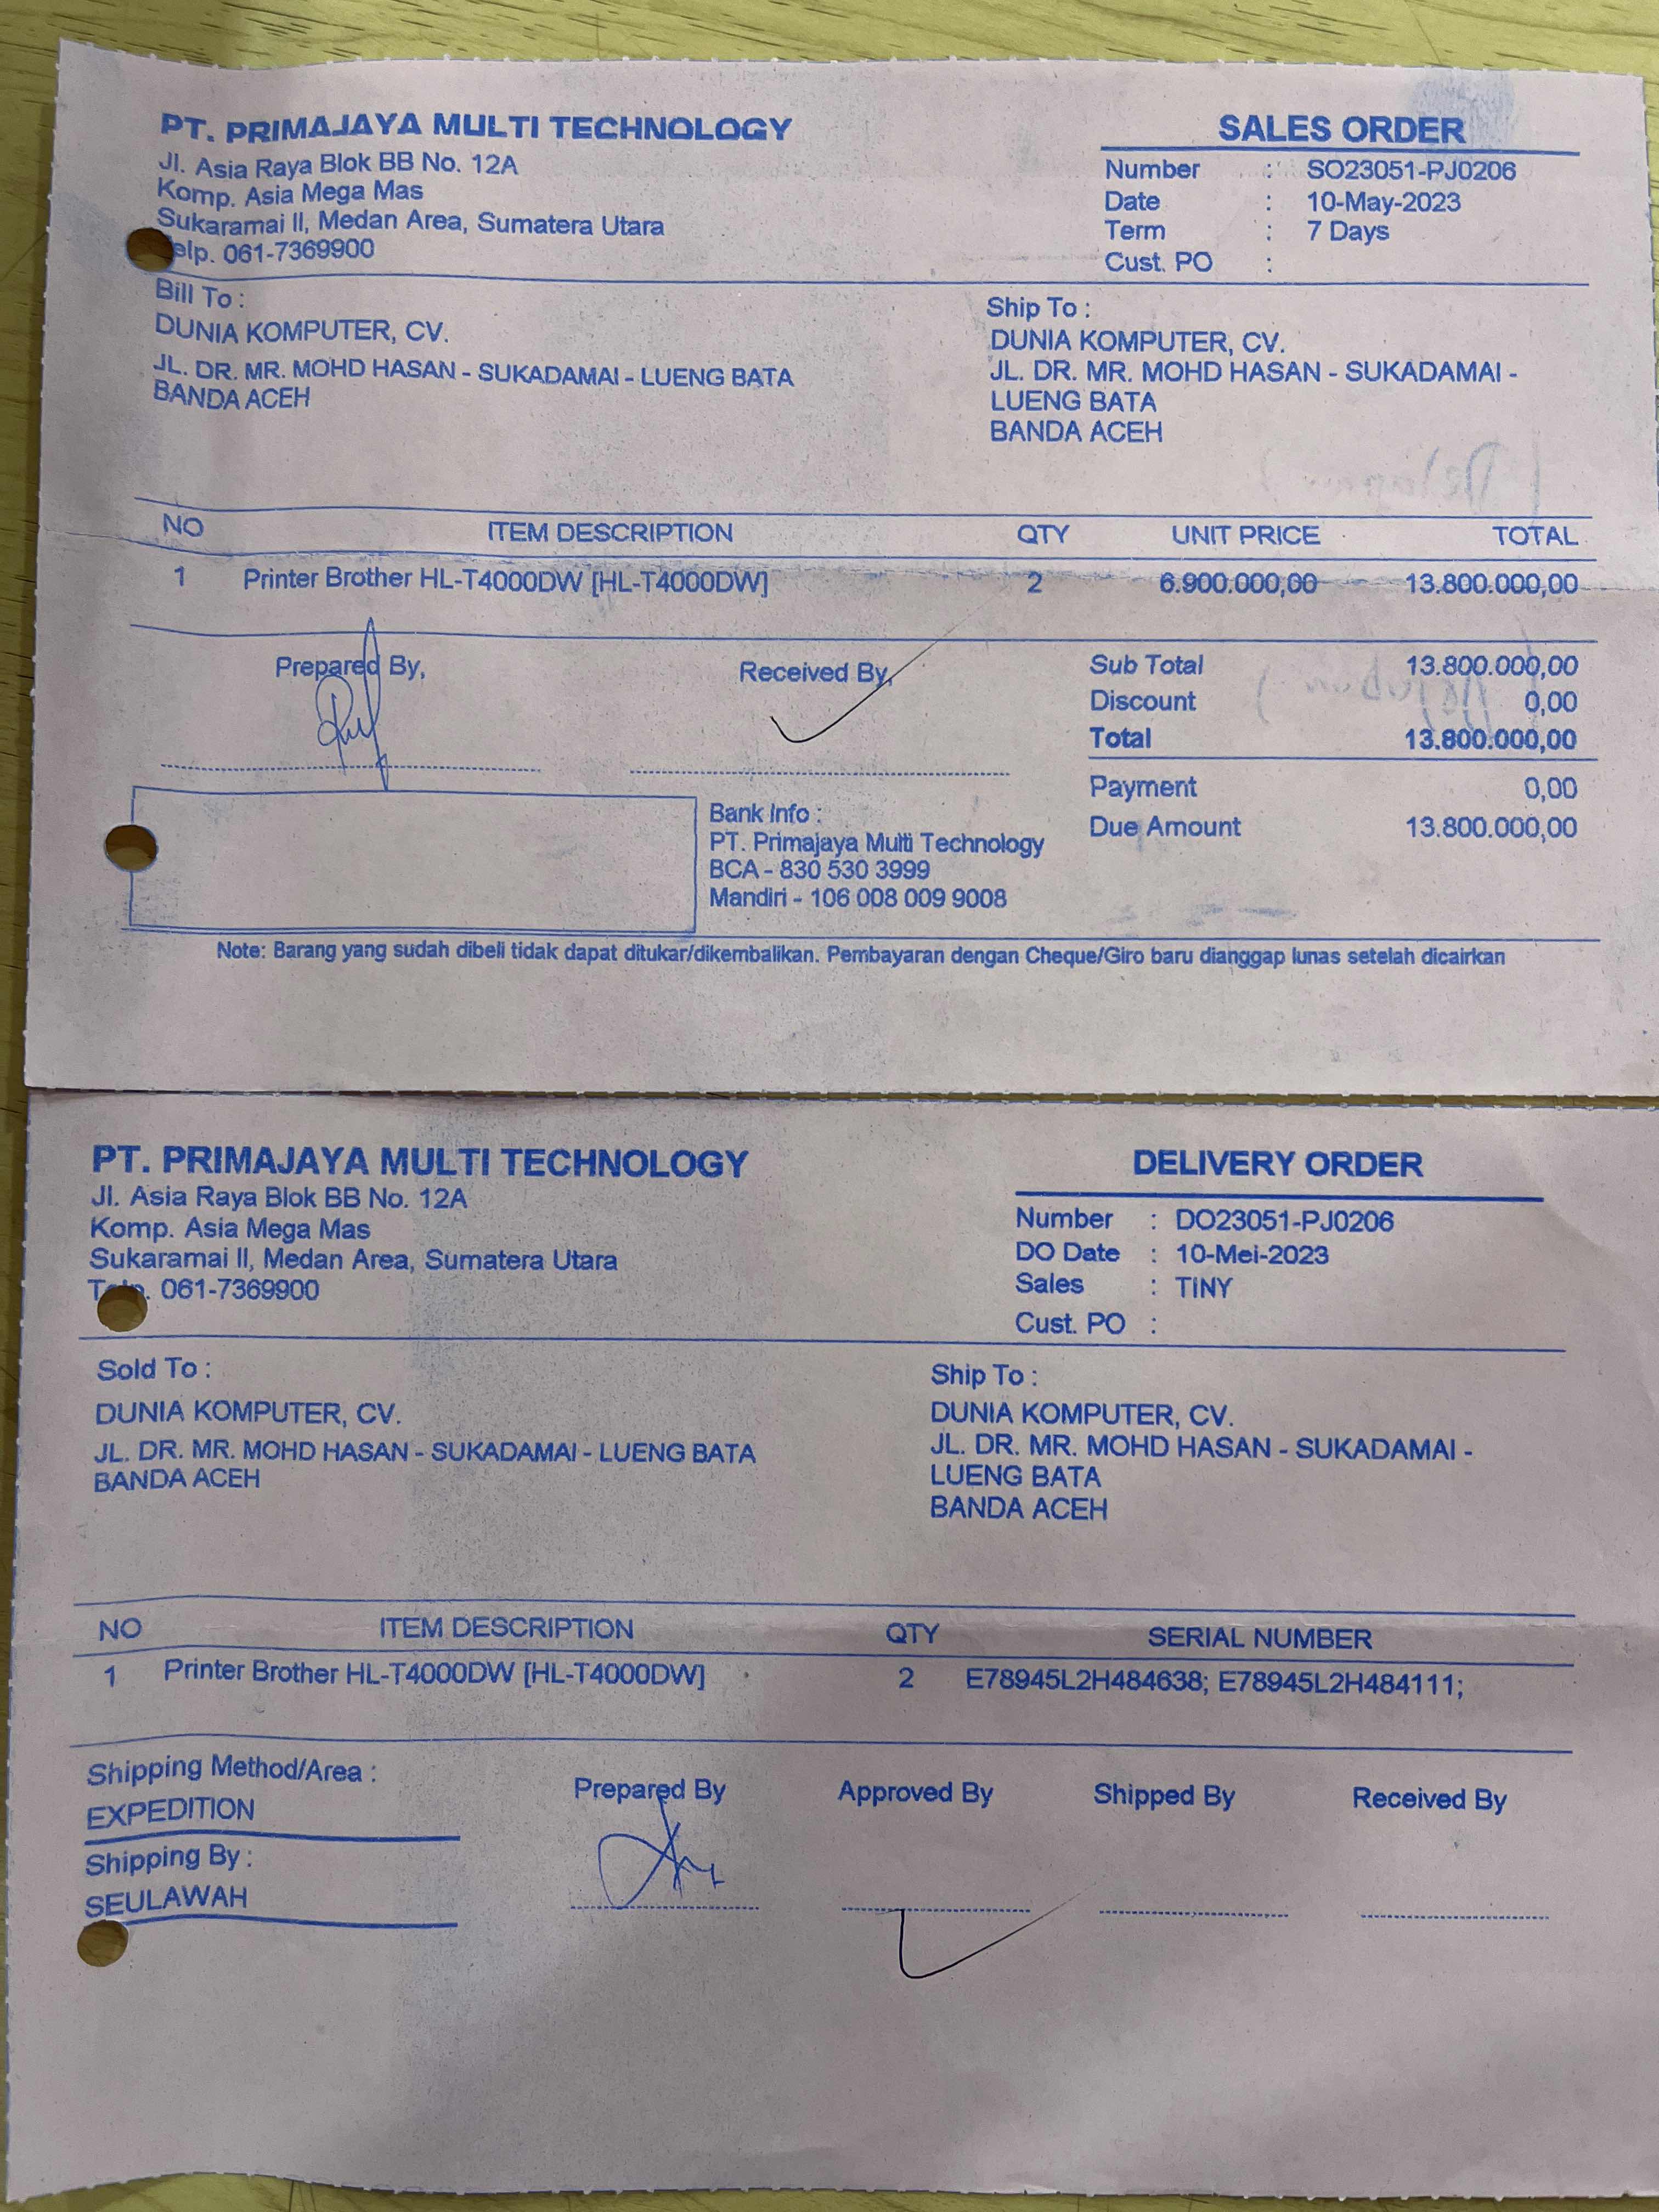 PT. PRIMAJAYA MULTI TECHNOLOGY
Jl. Asia Raya Blok BB No. 12A
Komp. Asia Mega Mas
Sukaramai II, Medan Area, Sumatera Utara
elp. 061-7369900
SALES ORDER
Number : SO23051-PJ0206
Date : 10-May-2023
Term : 7 Days
Cust. PO :
Bill To :
DUNIA KOMPUTER, CV.
JL. DR. MR. MOHD HASAN - SUKADAMAI - LUENG BATA
BANDA ACEH
Ship To :
DUNIA KOMPUTER, CV.
JL. DR. MR. MOHD HASAN - SUKADAMAI -
LUENG BATA
BANDA ACEH
NO ITEM DESCRIPTION QTY UNIT PRICE TOTAL
1 Printer Brother HL-T4000DW [HL-T4000DW] 2 6.900.000,00 13.800.000,00
Prepared By, Received By,
Sub Total 13.800.000,00
Discount 0,00
Total 13.800.000,00
Payment 0,00
Due Amount 13.800.000,00
Bank Info :
PT. Primajaya Multi Technology
BCA - 830 530 3999
Mandiri - 106 008 009 9008
Note: Barang yang sudah dibeli tidak dapat ditukar/dikembalikan. Pembayaran dengan Cheque/Giro baru dianggap lunas setelah dicairkan
PT. PRIMAJAYA MULTI TECHNOLOGY
Jl. Asia Raya Blok BB No. 12A
Komp. Asia Mega Mas
Sukaramai II, Medan Area, Sumatera Utara
Telp. 061-7369900
DELIVERY ORDER
Number : DO23051-PJ0206
DO Date : 10-Mei-2023
Sales : TINY
Cust. PO :
Sold To :
DUNIA KOMPUTER, CV.
JL. DR. MR. MOHD HASAN - SUKADAMAI - LUENG BATA
BANDA ACEH
Ship To :
DUNIA KOMPUTER, CV.
JL. DR. MR. MOHD HASAN - SUKADAMAI -
LUENG BATA
BANDA ACEH
NO ITEM DESCRIPTION QTY SERIAL NUMBER
1 Printer Brother HL-T4000DW [HL-T4000DW] 2 E78945L2H484638; E78945L2H484111;
Shipping Method/Area :
EXPEDITION
Shipping By :
SEULAWAH
Prepared By Approved By Shipped By Received By